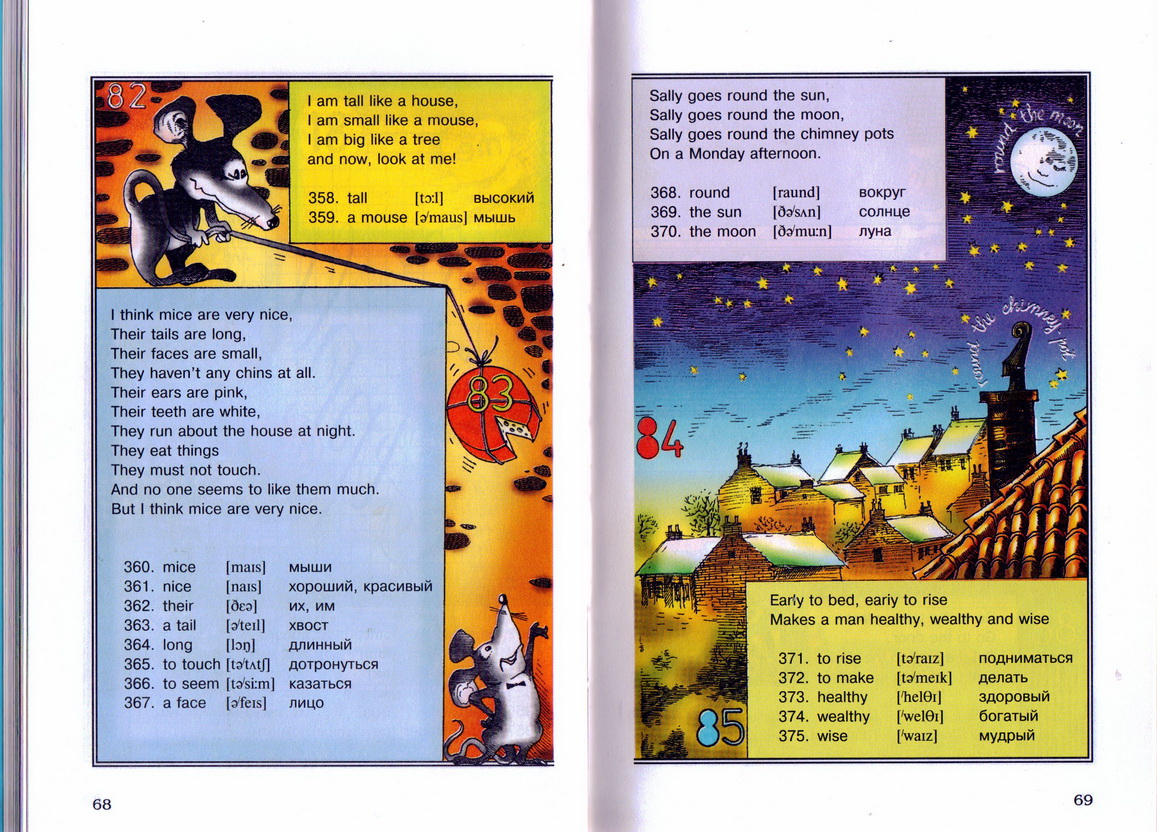 82
I am tall like a house,
I am small like a mouse,
I am big like a tree
and now, look at me!
358. tall [tɔ:l] высокий
359. a mouse [ə'maus] мышь
I think mice are very nice,
Their tails are long,
Their faces are small,
They haven't any chins at all.
Their ears are pink,
Their teeth are white,
They run about the house at night.
They eat things
They must not touch.
And no one seems to like them much.
But I think mice are very nice.
83
360. mice [maıs] мыши
361. nice [naıs] хороший, красивый
362. their [ðɛə] их, им
363. a tail [ə'teıl] хвост
364. long [lɔŋ] длинный
365. to touch [tə'tʌtʃ] дотронуться
366. to seem [tə'si:m] казаться
367. a face [ə'feıs] лицо
68
Sally goes round the sun,
Sally goes round the moon,
Sally goes round the chimney pots
On a Monday afternoon.
368. round [raund] вокруг
369. the sun [ðə'sʌn] солнце
370. the moon [ðə'mu:n] луна
round the moon
round the chimney pot
84
Early to bed, eariy to rise
Makes a man healthy, wealthy and wise
371. to rise [tə'raız] подниматься
372. to make [tə'meık] делать
373. healthy ['helθı] здоровый
374. wealthy ['welθı] богатый
375. wise ['waız] мудрый
85
69